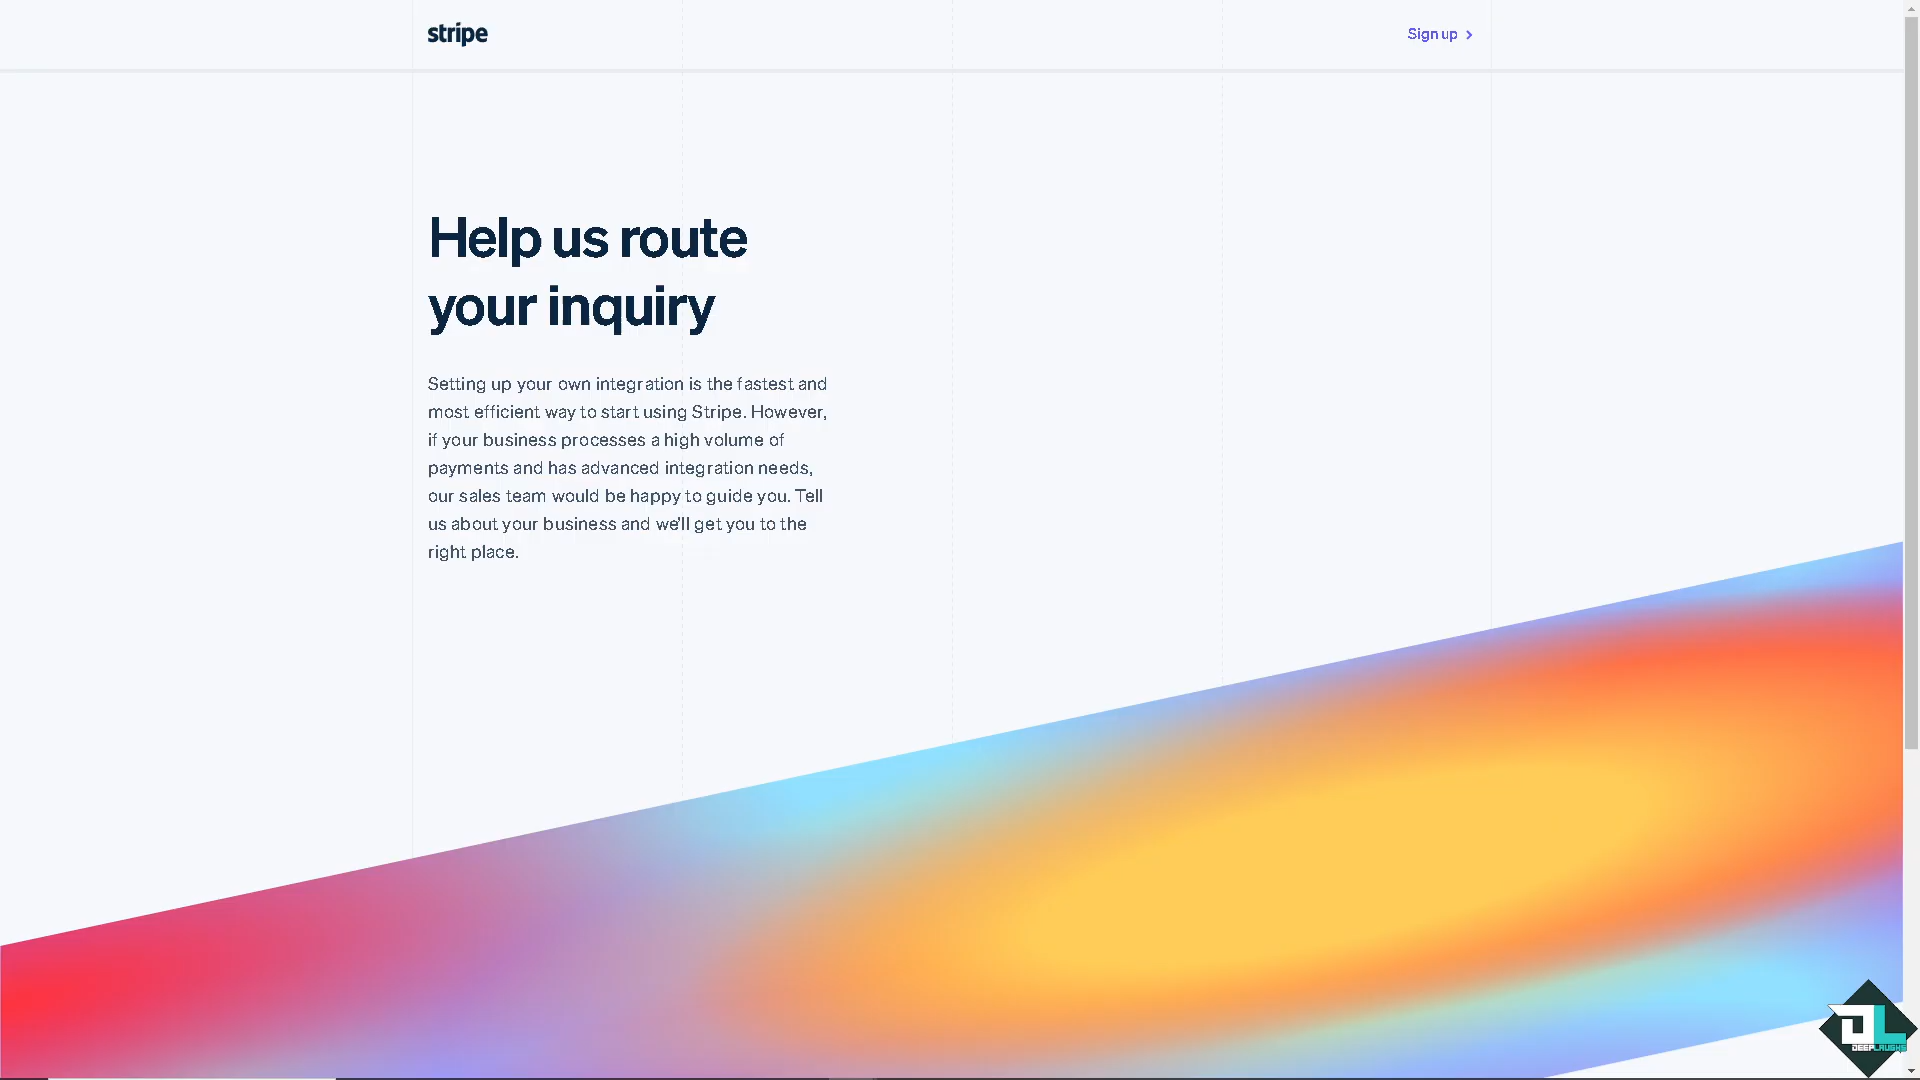 stripe
Sign up
Help us route
your inquiry
Setting up your own integration is the fastest and
most efficient way to start using Stripe. However,
if your business processes a high volume of
payments and has advanced integration needs,
our sales team would be happy to guide you. Tell
us about your business and we'll get you to the
right place.
DEEPLAUGHS